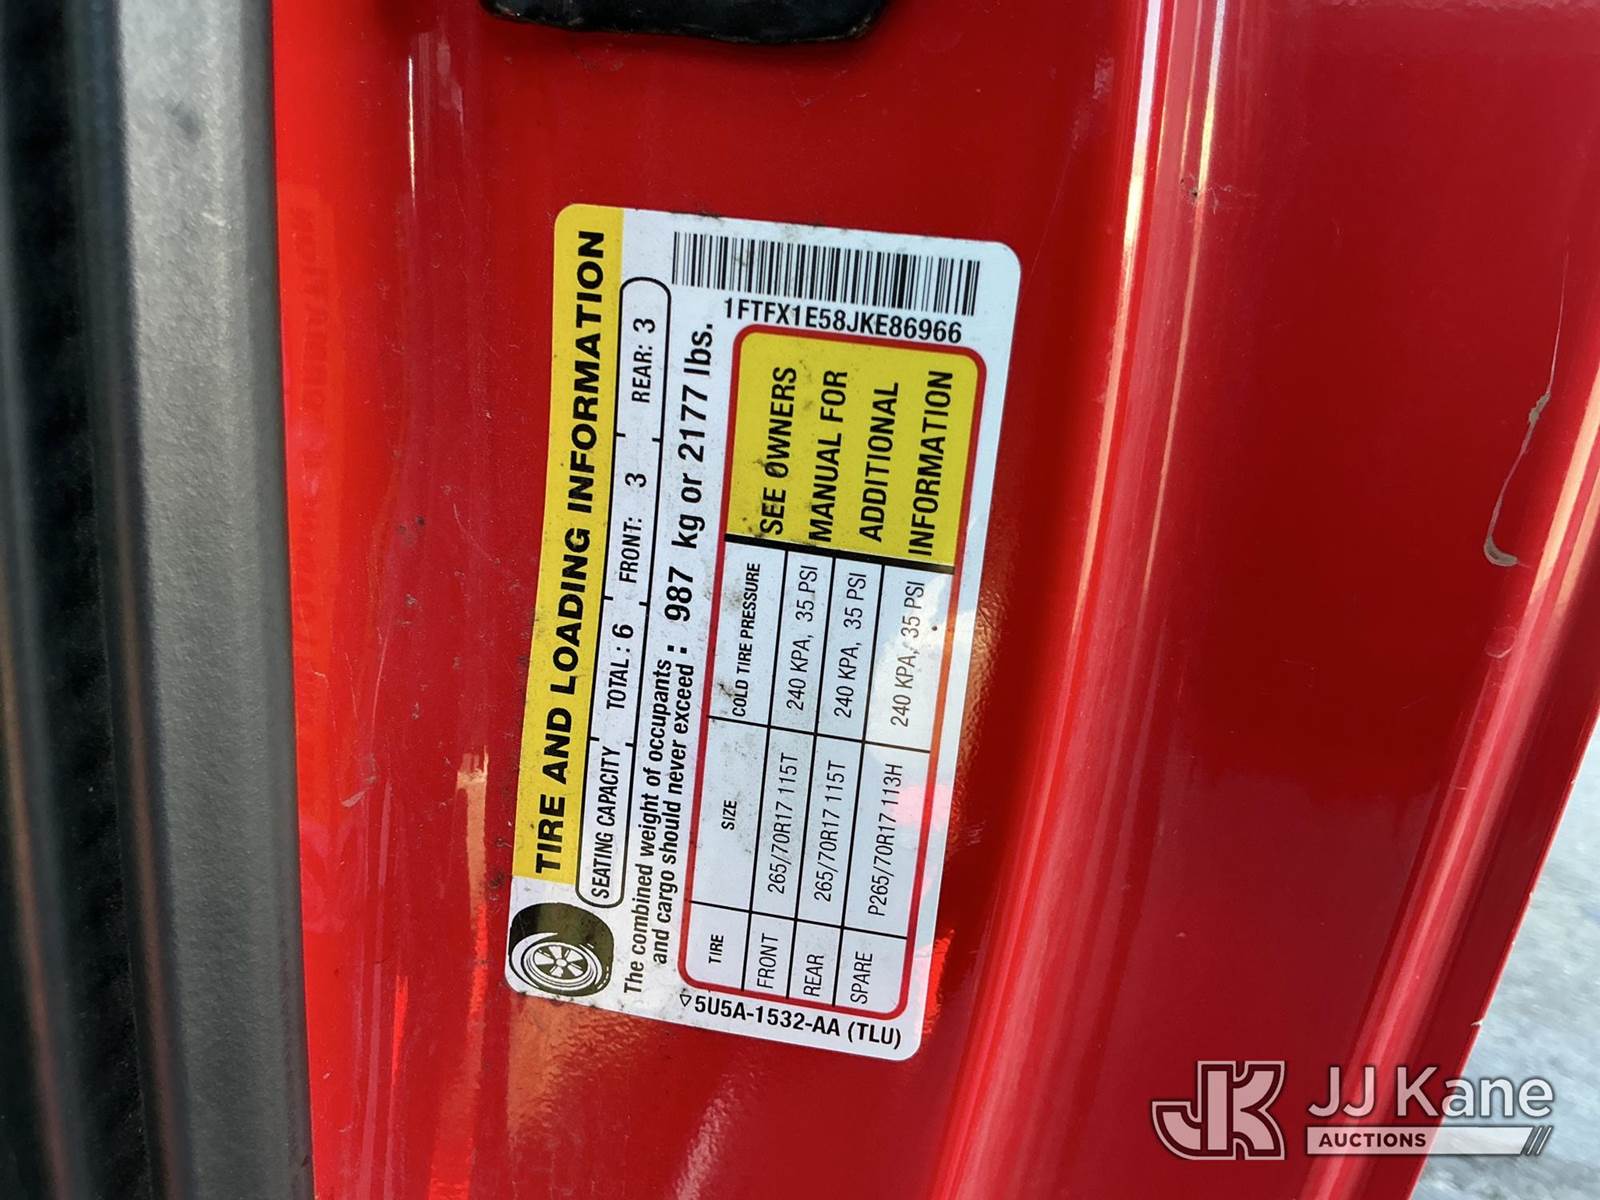 TIRE AND LOADING INFORMATION
SEATING CAPACITY TOTAL: 6 FRONT: 3 REAR: 3
The combined weight of occupants
and cargo should never exceed : 987 kg or 2177 lbs.
TIRE SIZE COLD TIRE PRESSURE
FRONT 265/70R17 115T 240 KPA, 35 PSI
REAR 265/70R17 115T 240 KPA, 35 PSI
SPARE P265/70R17 113H 240 KPA, 35 PSI
SEE OWNERS
MANUAL FOR
ADDITIONAL
INFORMATION
5U5A-1532-AA (TLU)
1FTFX1E58JKE86966
JK JJ Kane
AUCTIONS